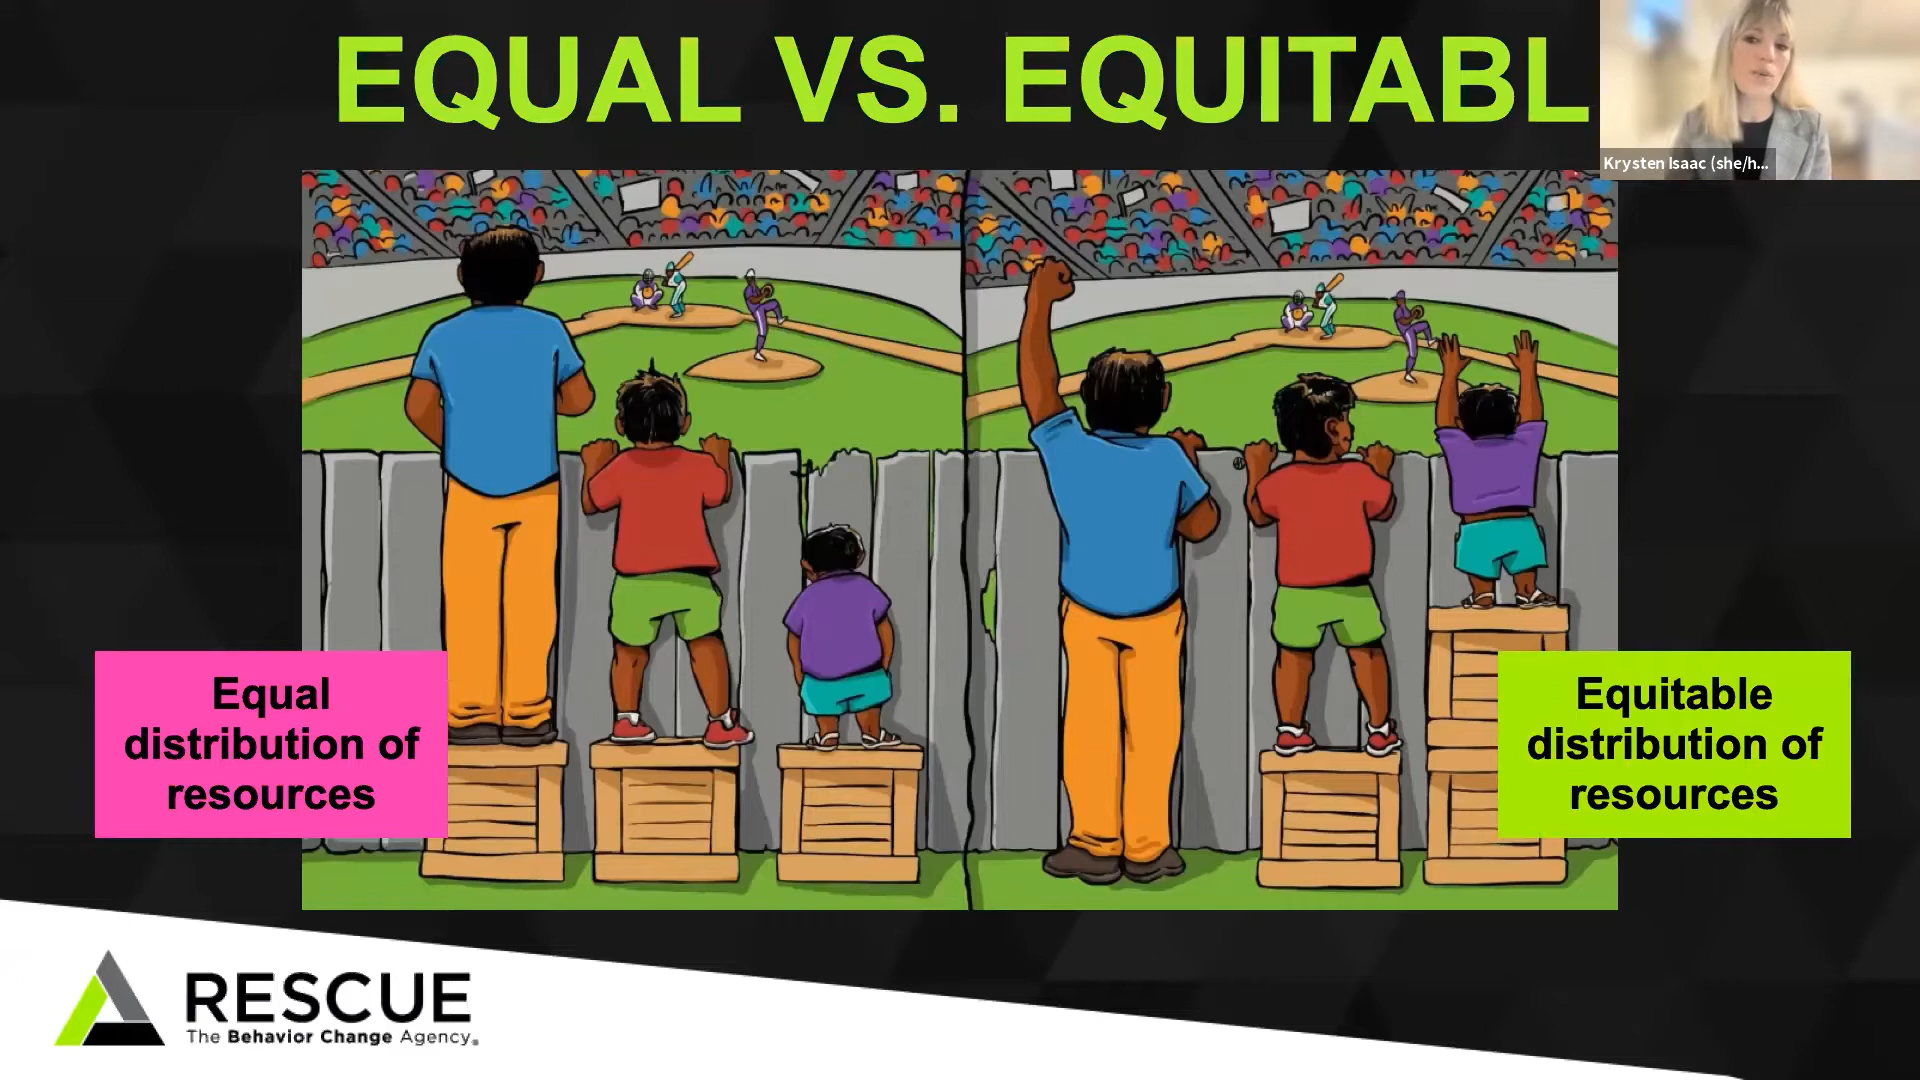 EQUAL VS. EQUITABL
Krysten Isaac (she/h...
Equal
distribution of
resources
Equitable
distribution of
resources
RESCUE
The Behavior Change Agency®